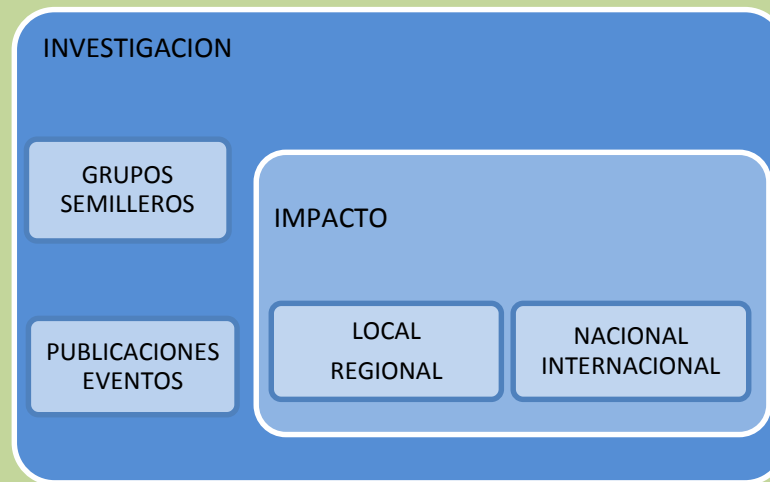 INVESTIGACION
GRUPOS
SEMILLEROS
IMPACTO
PUBLICACIONES
EVENTOS
LOCAL
REGIONAL
NACIONAL
INTERNACIONAL